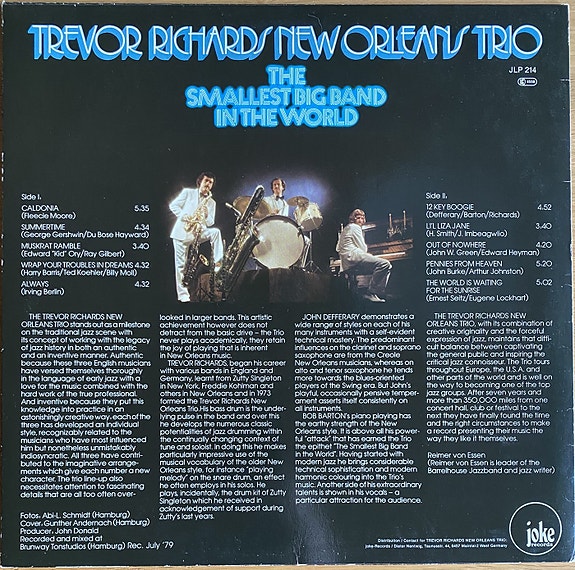 TREVOR RICHARDS NEW ORLEANS TRIO
JLP 214
THE
SMALLEST BIG BAND
IN THE WORLD
Side I.
CALDONIA 5.35
(Fleecie Moore)
SUMMERTIME 4.34
(George Gershwin/Du Bose Hayward)
MUSKRAT RAMBLE 3.40
(Edward "Kid" Ory/Ray Gilbert)
WRAP YOUR TROUBLES IN DREAMS 4.32
(Harry Barris/Ted Koehler/Billy Moll)
ALWAYS 4.32
(Irving Berlin)
Side II.
12 KEY BOOGIE 4.52
(Defferary/Barton/Richards)
LI'L LIZA JANE 3.40
(H. Smith/J. Imbeagwlio)
OUT OF NOWHERE 4.20
(John W. Green/Edward Heyman)
PENNIES FROM HEAVEN 5.20
(John Burke/Arthur Johnston)
THE WORLD IS WAITING
FOR THE SUNRISE 5.02
(Ernest Seitz/Eugene Lockhart)
THE TREVOR RICHARDS NEW
ORLEANS TRIO stands out as a milestone
on the traditional jazz scene with
its concept of working with the legacy
of jazz history in both an authentic
and an inventive manner. Authentic
because these three English musicians
have versed themselves thoroughly
in the language of early jazz with a
love for the music combined with the
hard work of the true professional.
And inventive because they put this
knowledge into practice in an
astonishingly creative way. each of the
three has developed an individual
style, recognizably related to the
musicians who have most influenced
him but nonetheless unmistakably
indiosyncratic. All three have contri-
buted to the imaginative arrange-
ments which give each number a new
character. The trio line-up also
necessitates attention to fascinating
details that are all too often over-
looked in larger bands. This artistic
achievement however does not
detract from the basic drive – the Trio
never plays academically, they retain
the joy of playing that is inherent
in New Orleans music.
TREVOR RICHARDS, began his career
with various bands in England and
Germany, leant from Zutty Singleton
in New York, Freddie Kohlman and
others in New Orleans and in 1973
formed the Trevor Richards New
Orleans Trio. His bass drum is the under-
lying pulse in the band and over this
he develops the numerous classic
potentialities of jazz drumming within
the continually changing context of
tune and soloist. In doing this he makes
particularly impressive use of the
musical vocabulary of the older New
Orleans style, for instance "playing
melody" on the snare drum, an effect
he often employs in his solos. He
plays, incidentally, the drum kit of Zutty
Singleton which he received in
acknowledgement of support during
Zutty's last years.
JOHN DEFFERARY demonstrates a
wide range of styles on each of his
many instruments with a self-evident
technical mastery. The predominant
influences on the clarinet and soprano
saxophone are from the Creole
New Orleans musicians, whereas on
alto and tenor saxophone he tends
more towards the blues-oriented
players of the Swing era. But John's
playful, occasionally pensive temper-
ament asserts itself consistently on
all instruments.
BOB BARTON's piano playing has
the earthy strength of the New
Orleans style. It is above all his power-
ful "attack" that has earned the Trio
the epithet "The Smallest Big Band
in the World". Having started with
modern jazz he brings considerable
technical sophistication and modern
harmonic colouring into the Trio's
music. Another side of his extraordinary
talents is shown in his vocals – a
particular attraction for the audience.
THE TREVOR RICHARDS NEW
ORLEANS TRIO, with its combination of
creative originality and the forceful
expression of jazz, maintains that diffi-
cult balance between captivating
the general public and inspiring the
critical jazz connoisseur. The Trio tours
throughout Europe, the U.S.A. and
other parts of the world and is well on
the way to becoming one of the top
jazz groups. After seven years and
more than 350,000 miles from one
concert hall, club or festival to the
next they have finally found the time
and the right circumstances to make
a record presenting their music the
way they like it themselves.
Reimer von Essen
(Reimer von Essen is leader of the
Barrelhouse Jazzband and jazz writer)
Fotos, Abi-L. Schmidt (Hamburg)
Cover, Gunther Andernach (Hamburg)
Producer, John Donald
Recorded and mixed at
Brunway Tonstudios (Hamburg) Rec. July '79
Distribution / Contact for TREVOR RICHARDS NEW ORLEANS TRIO:
joke
records